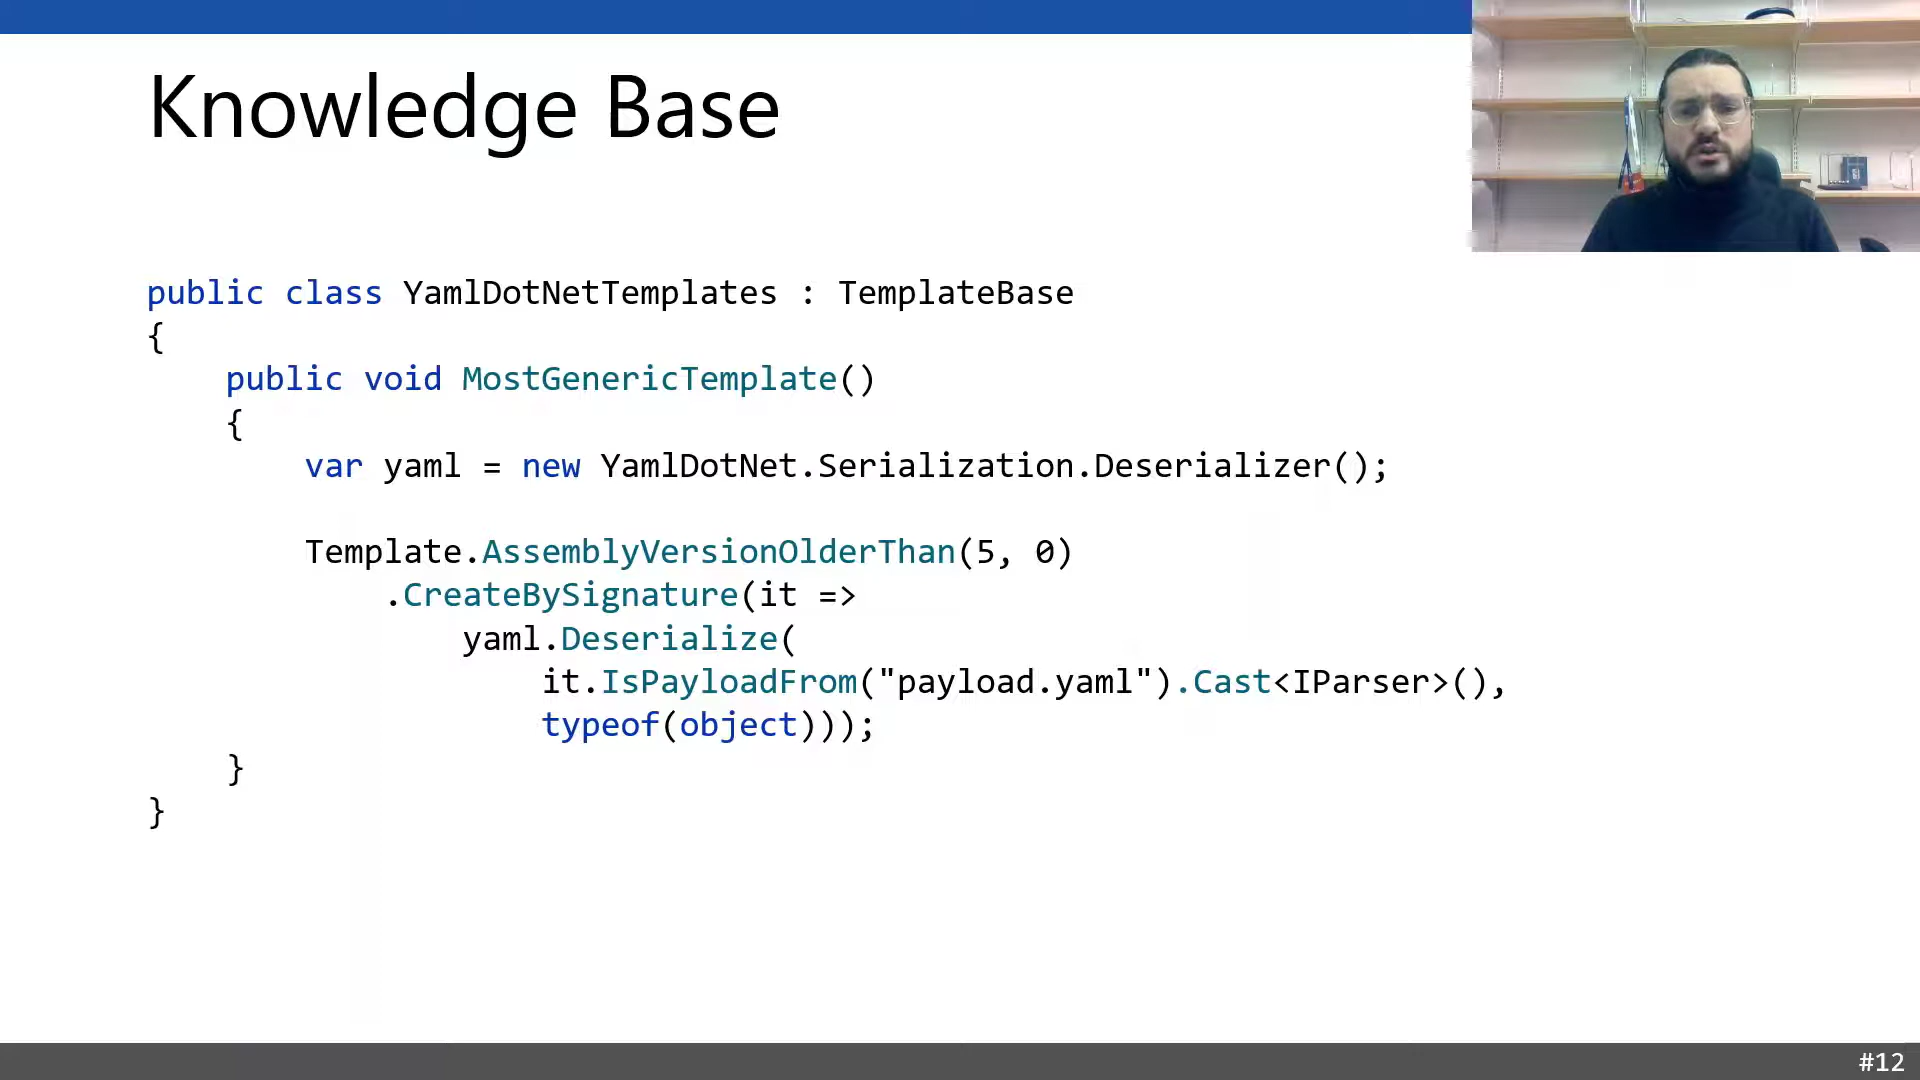 Knowledge Base
public class YamlDotNetTemplates : TemplateBase
{
    public void MostGenericTemplate()
    {
        var yaml = new YamlDotNet.Serialization.Deserializer();
        Template.AssemblyVersionOlderThan(5, 0)
            .CreateBySignature(it =>
                yaml.Deserialize(
                    it.IsPayloadFrom("payload.yaml").Cast<IParser>(),
                    typeof(object)));
    }
}
#12